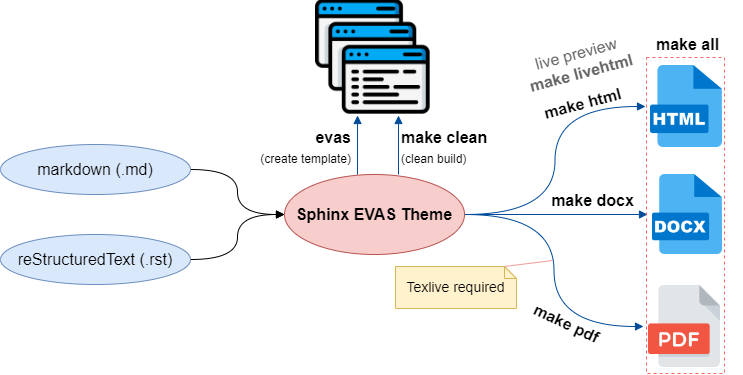 live preview
make livehtml
make all
make html
HTML
evas
(create template)
make clean
(clean build)
markdown (.md)
Sphinx EVAS Theme
make docx
DOCX
reStructuredText (.rst)
Texlive required
make pdf
PDF